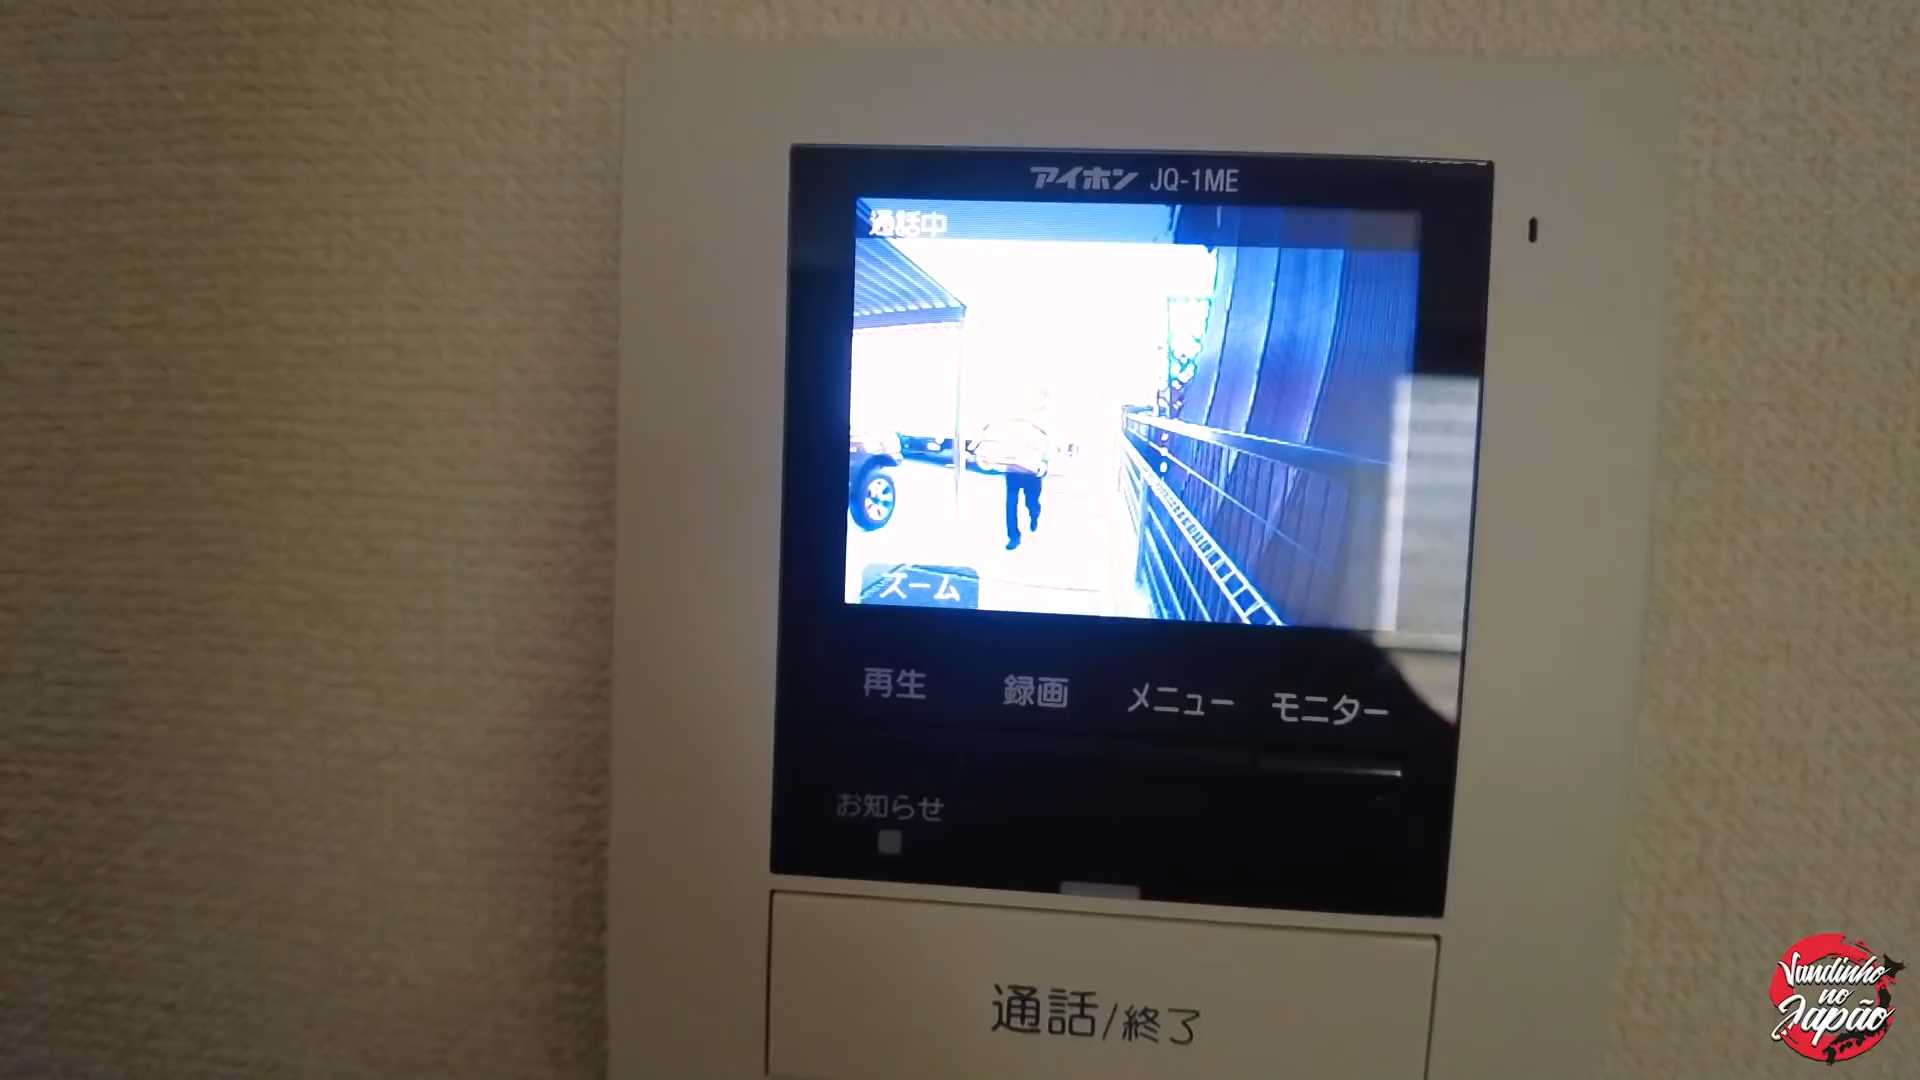 アイホン JQ-1ME
通話中
ズーム
再生 録画 メニュー モニター
お知らせ
通話/終了
Vandinho
no
Japão